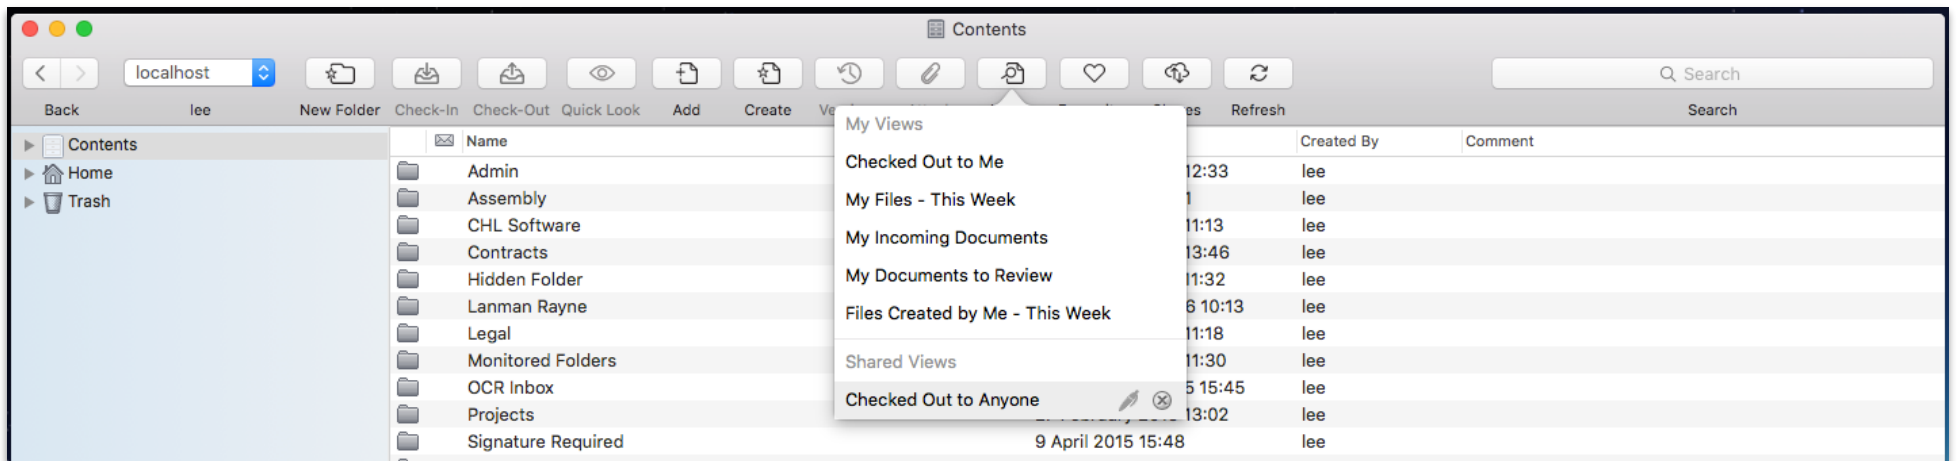 Contents
localhost
Search
Back lee New Folder Check-In Check-Out Quick Look Add Create Refresh Search
Contents
Home
Trash
Name Created By Comment
Admin 12:33 lee
Assembly lee
CHL Software 11:13 lee
Contracts 13:46 lee
Hidden Folder 11:32 lee
Lanman Rayne 10:13 lee
Legal 11:18 lee
Monitored Folders 11:30 lee
OCR Inbox 15:45 lee
Projects 13:02 lee
Signature Required 9 April 2015 15:48 lee
My Views
Checked Out to Me
My Files - This Week
My Incoming Documents
My Documents to Review
Files Created by Me - This Week
Shared Views
Checked Out to Anyone